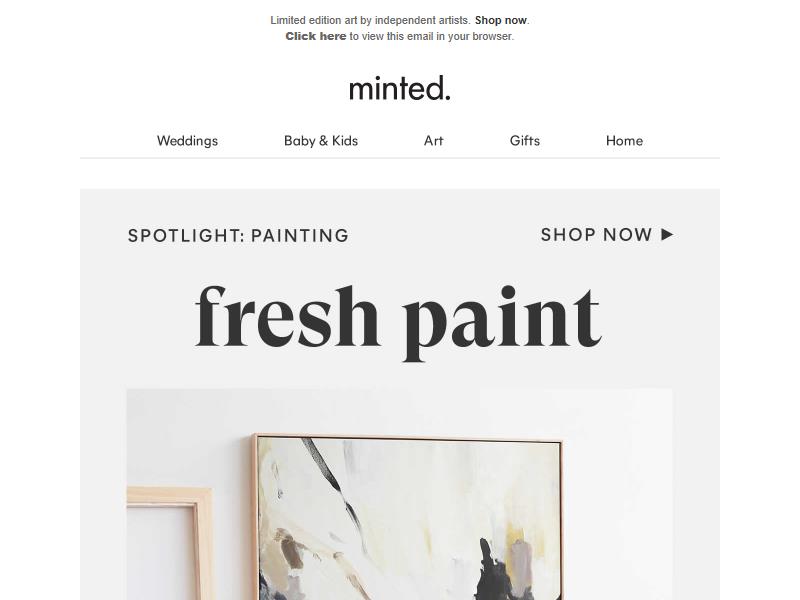 Limited edition art by independent artists. Shop now.
Click here to view this email in your browser.
minted.
Weddings Baby & Kids Art Gifts Home
SPOTLIGHT: PAINTING SHOP NOW ▶
fresh paint